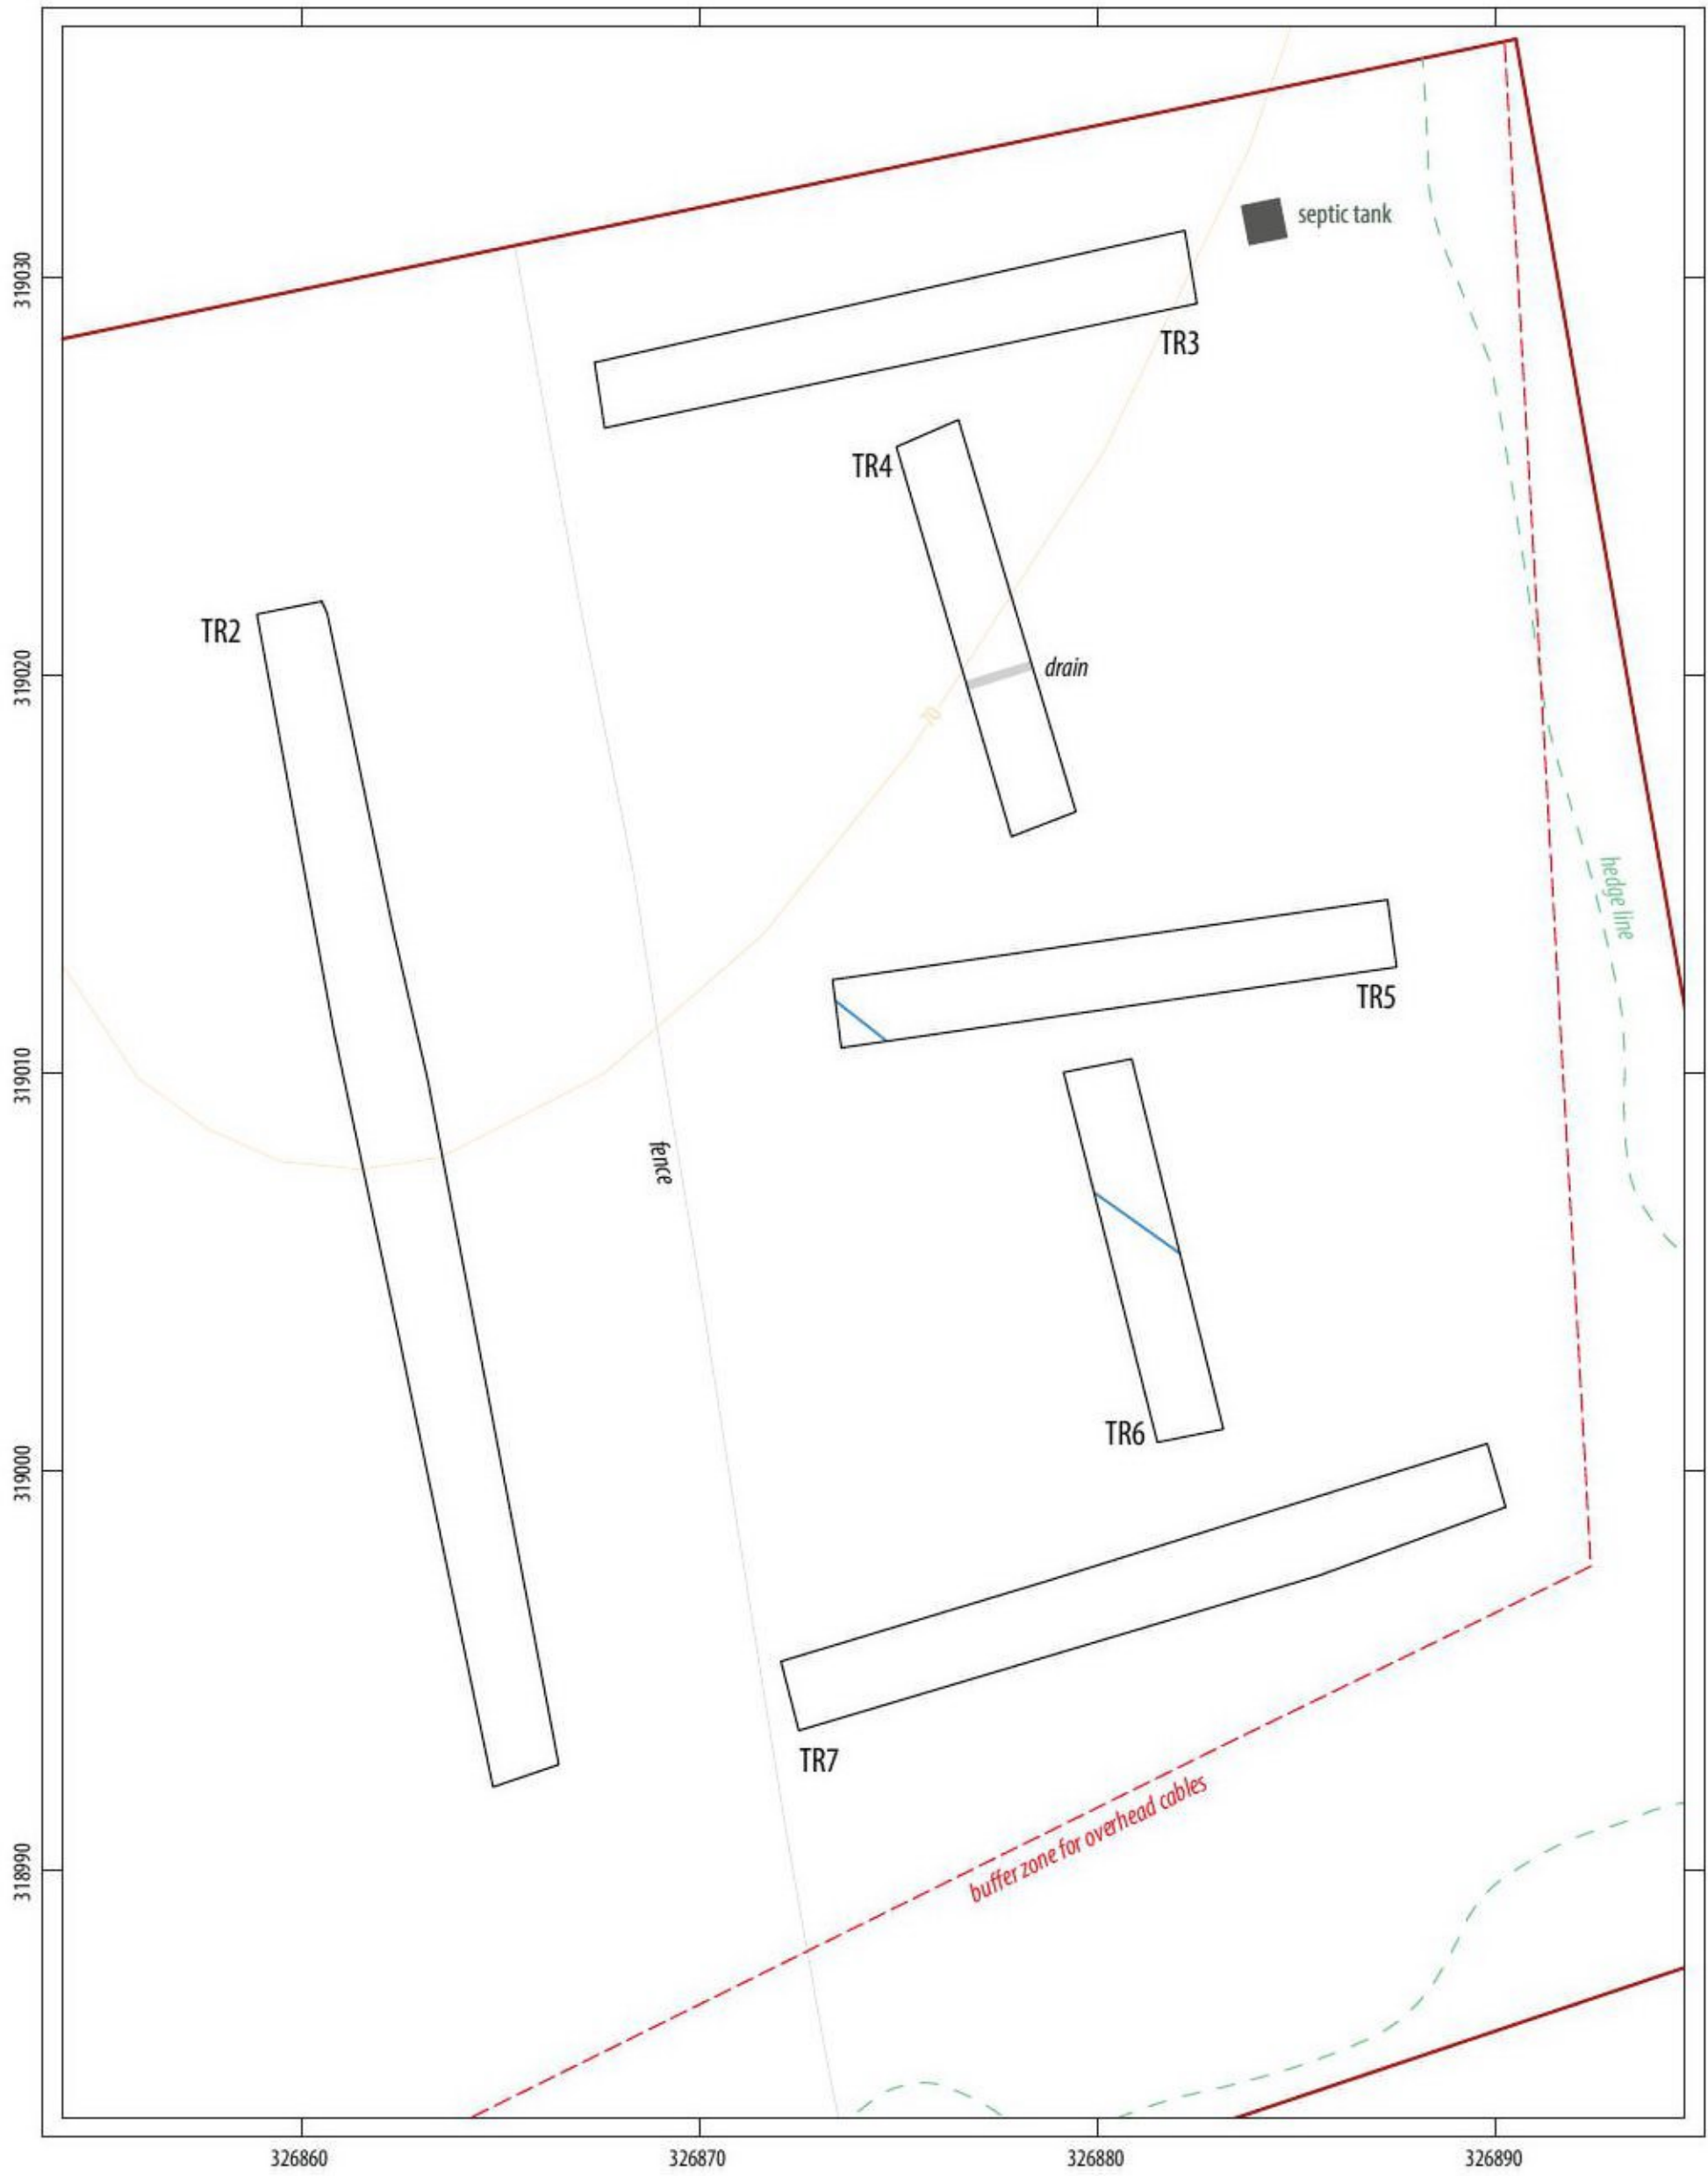 septic tank
319030
TR3
TR4
TR2
drain
319020
70
hedge line
TR5
319010
fence
TR6
319000
TR7
buffer zone for overhead cables
318990
326860
326870
326880
326890